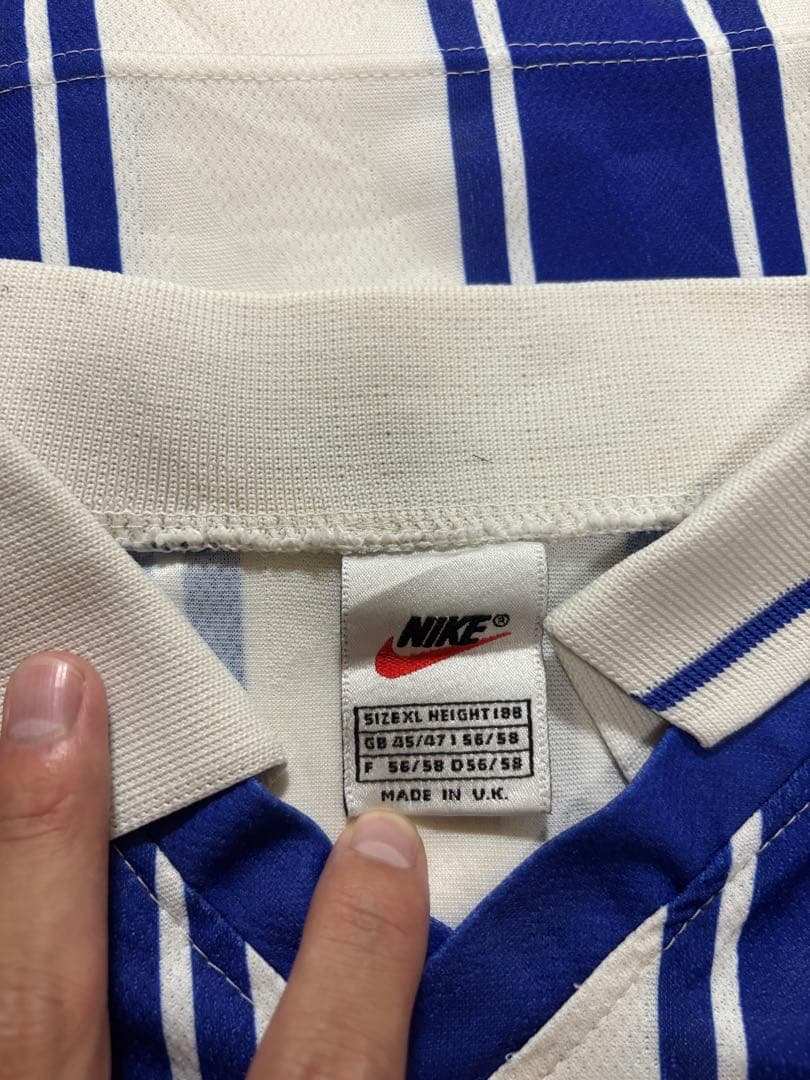 NIKE®
SIZE XL HEIGHT 188
GB 45/47 I 56/58
F 56/58 D 56/58
MADE IN U.K.